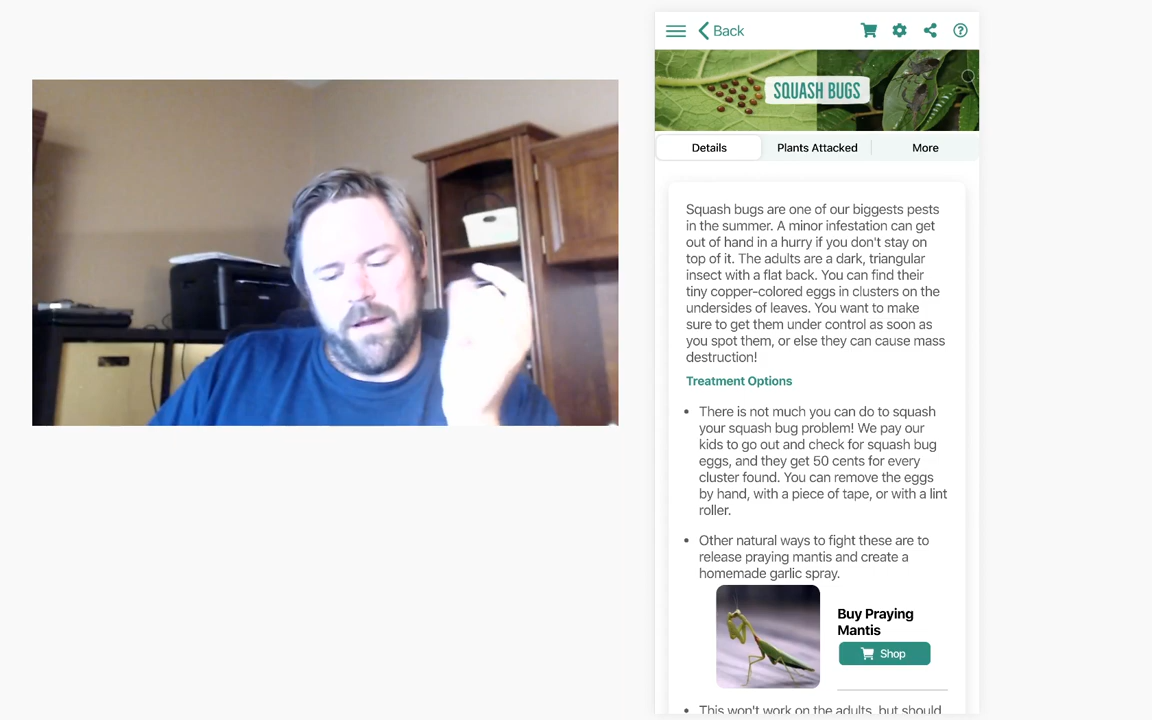 Back
SQUASH BUGS
Details
Plants Attacked
More
Squash bugs are one of our biggests pests
in the summer. A minor infestation can get
out of hand in a hurry if you don't stay on
top of it. The adults are a dark, triangular
insect with a flat back. You can find their
tiny copper-colored eggs in clusters on the
undersides of leaves. You want to make
sure to get them under control as soon as
you spot them, or else they can cause mass
destruction!
Treatment Options
• There is not much you can do to squash
your squash bug problem! We pay our
kids to go out and check for squash bug
eggs, and they get 50 cents for every
cluster found. You can remove the eggs
by hand, with a piece of tape, or with a lint
roller.
• Other natural ways to fight these are to
release praying mantis and create a
homemade garlic spray.
Buy Praying
Mantis
Shop
• This won't work on the adults, but should